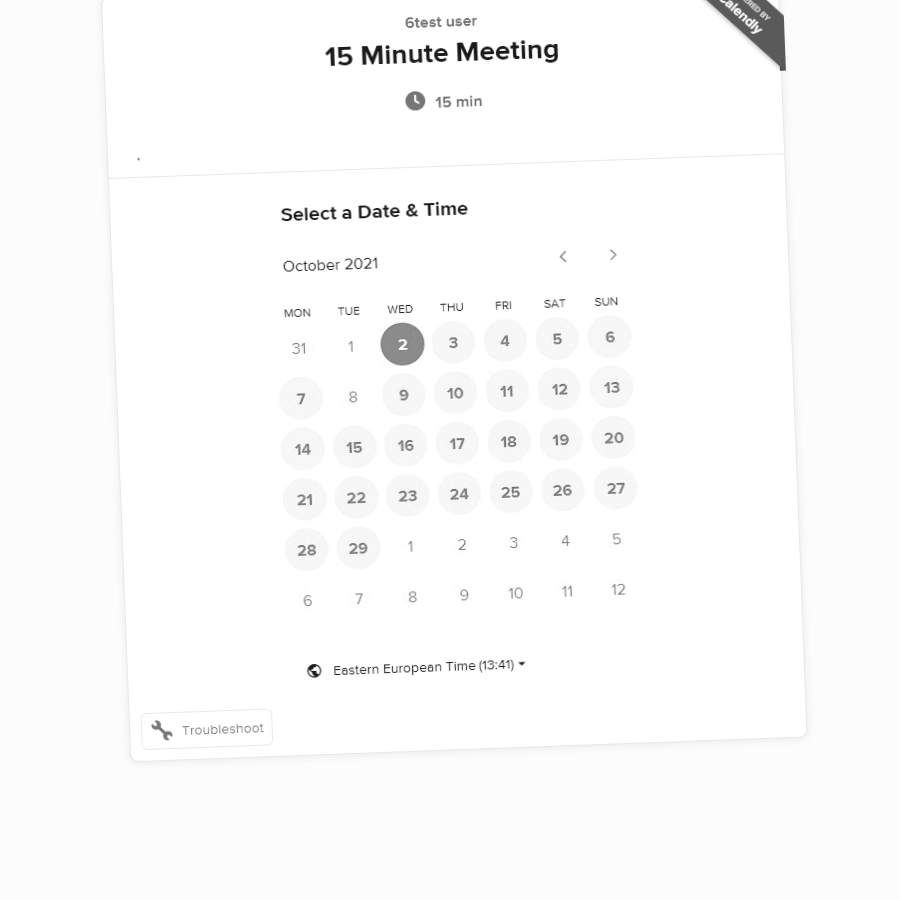 6test user
15 Minute Meeting
15 min
.
Calendly
Select a Date & Time
October 2021
MON TUE WED THU FRI SAT SUN
31 1 2 3 4 5 6
7 8 9 10 11 12 13
14 15 16 17 18 19 20
21 22 23 24 25 26 27
28 29 1 2 3 4 5
6 7 8 9 10 11 12
Eastern European Time (13:41)
Troubleshoot